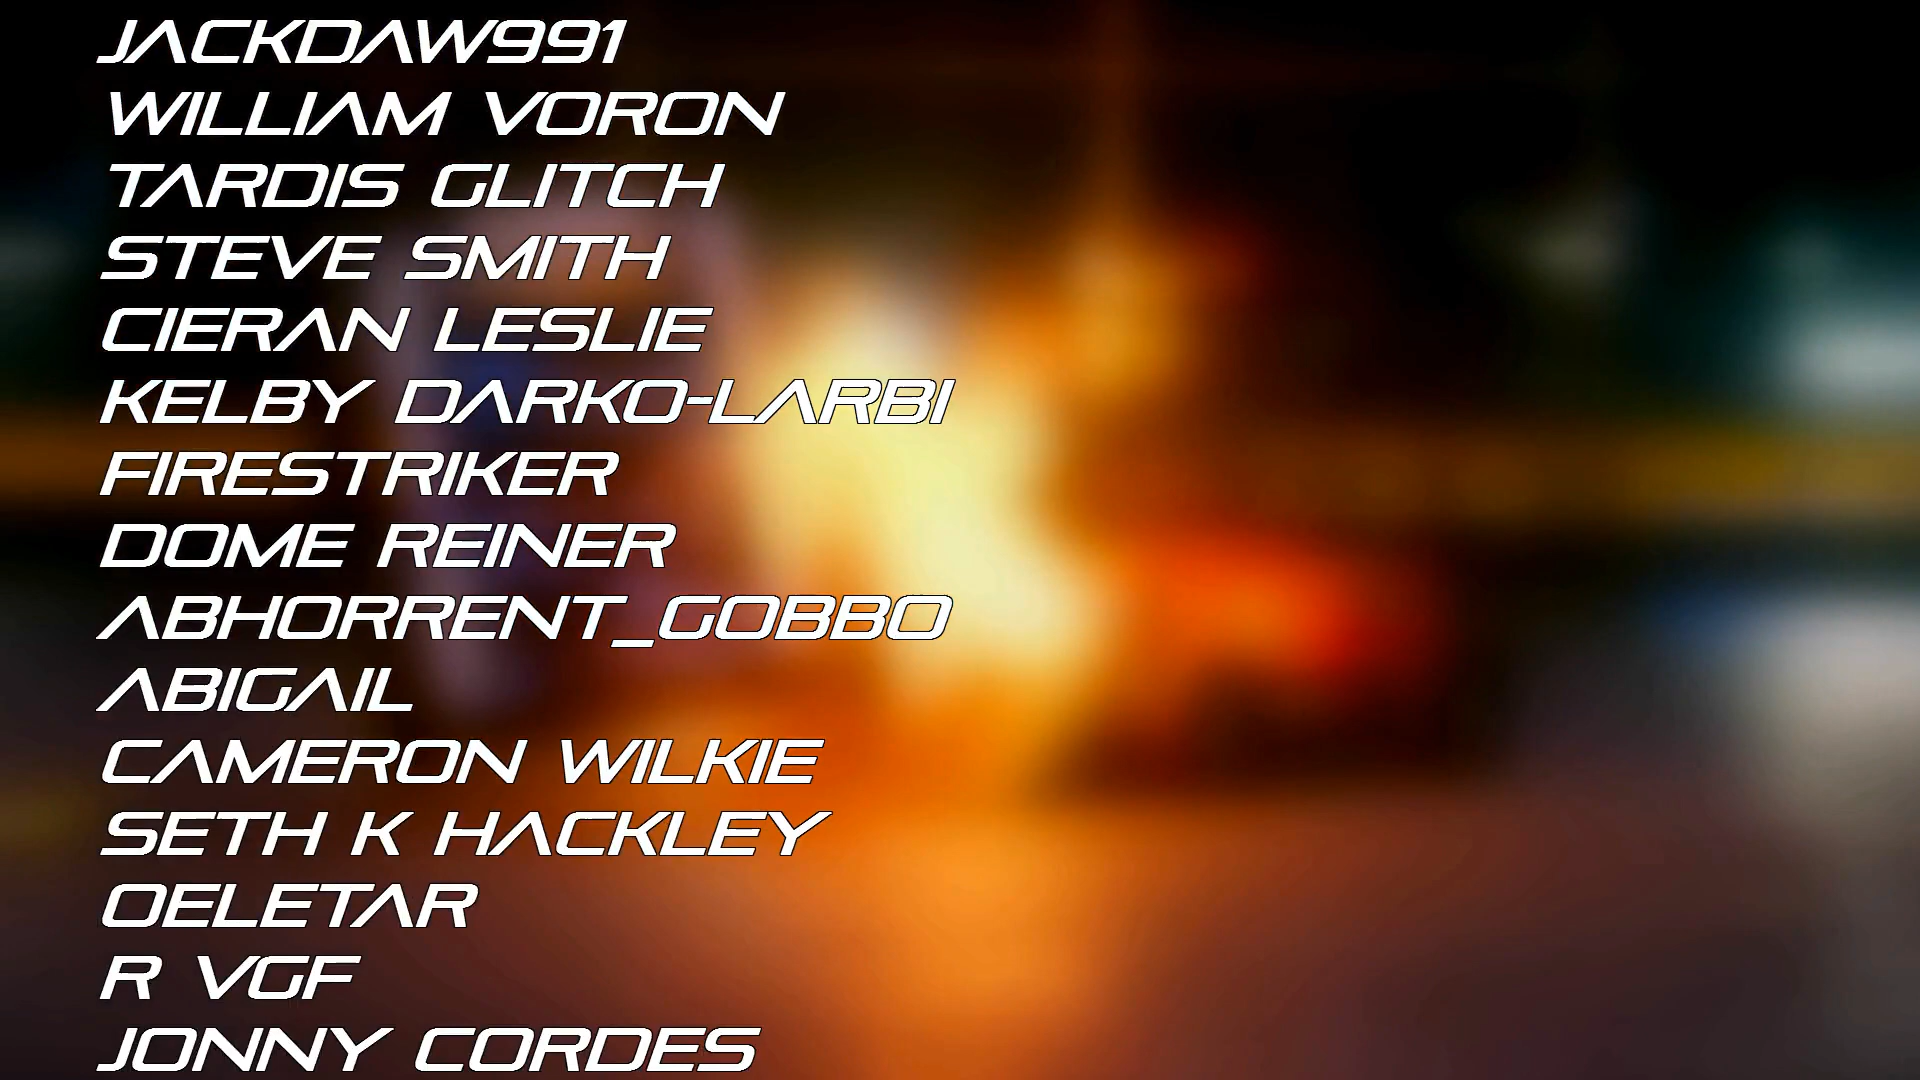 JACKDAW991
WILLIAM VORON
TARDIS GLITCH
STEVE SMITH
CIERAN LESLIE
KELBY DARKO-LARBI
FIRESTRIKER
DOME REINER
ABHORRENT_GOBBO
ABIGAIL
CAMERON WILKIE
SETH K HACKLEY
OELETAR
R VGF
JONNY CORDES